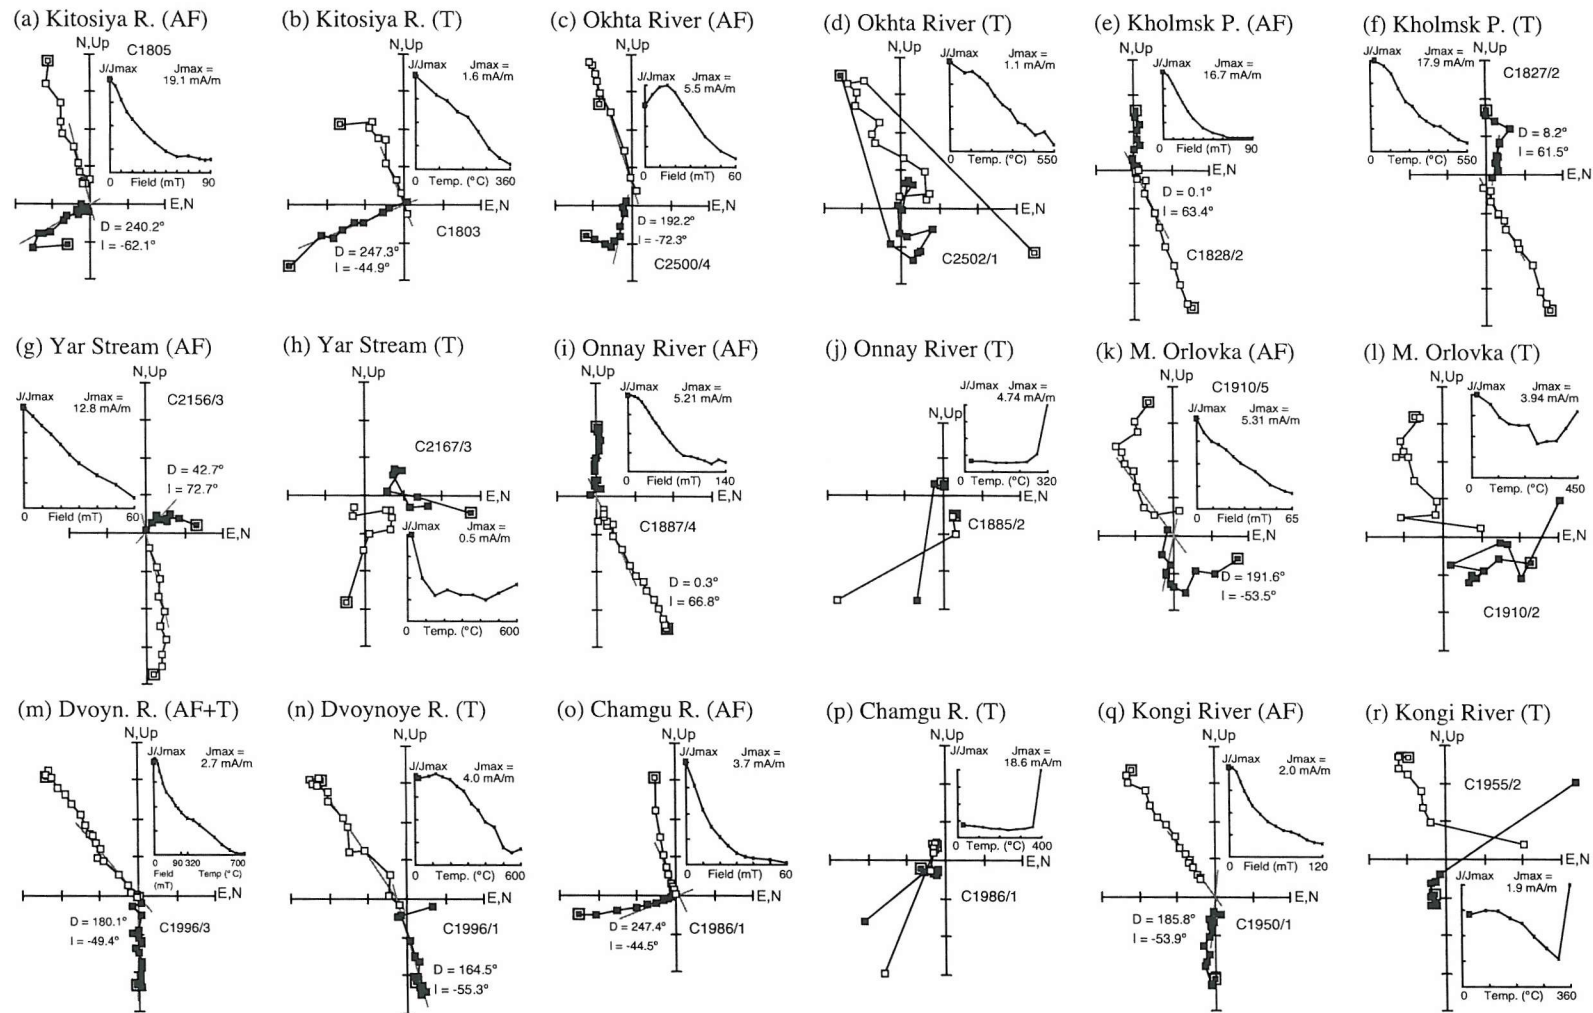 (a) Kitosiya R. (AF)
N,Up
C1805
J/Jmax
Jmax =
19.1 mA/m
0
Field (mT)
90
E,N
D = 240.2°
I = -62.1°
(b) Kitosiya R. (T)
N,Up
J/Jmax
Jmax =
1.6 mA/m
0
Temp. (°C)
360
E,N
C1803
D = 247.3°
I = -44.9°
(c) Okhta River (AF)
N,Up
J/Jmax
Jmax =
5.5 mA/m
0
Field (mT)
60
E,N
D = 192.2°
I = -72.3°
C2500/4
(d) Okhta River (T)
N,Up
J/Jmax
Jmax =
1.1 mA/m
0
Temp. (°C)
550
E,N
C2502/1
(e) Kholmsk P. (AF)
N,Up
J/Jmax
Jmax =
16.7 mA/m
0
Field (mT)
90
E,N
D = 0.1°
I = 63.4°
C1828/2
(f) Kholmsk P. (T)
N,Up
J/Jmax
Jmax =
17.9 mA/m
C1827/2
0
Temp. (°C)
550
D = 8.2°
I = 61.5°
E,N
(g) Yar Stream (AF)
N,Up
J/Jmax
Jmax =
12.8 mA/m
C2156/3
D = 42.7°
I = 72.7°
0
Field (mT)
60
E,N
(h) Yar Stream (T)
N,Up
C2167/3
E,N
J/Jmax
Jmax =
0.5 mA/m
0
Temp. (°C)
600
(i) Onnay River (AF)
N,Up
J/Jmax
Jmax =
5.21 mA/m
0
Field (mT)
140
E,N
C1887/4
D = 0.3°
I = 66.8°
(j) Onnay River (T)
J/Jmax
Jmax =
4.74 mA/m
N,Up
0
Temp. (°C)
320
E,N
C1885/2
(k) M. Orlovka (AF)
N,Up
C1910/5
J/Jmax
Jmax =
5.31 mA/m
0
Field (mT)
65
E,N
D = 191.6°
I = -53.5°
(l) M. Orlovka (T)
N,Up
J/Jmax
Jmax =
3.94 mA/m
0
Temp. (°C)
450
E,N
C1910/2
(m) Dvoyn. R. (AF+T)
N,Up
J/Jmax
Jmax =
2.7 mA/m
0
90 320
700
Field
(mT)
Temp (°C)
E,N
D = 180.1°
I = -49.4°
C1996/3
(n) Dvoynoye R. (T)
N,Up
J/Jmax
Jmax =
4.0 mA/m
0
Temp. (°C)
600
E,N
C1996/1
D = 164.5°
I = -55.3°
(o) Chamgu R. (AF)
N,Up
J/Jmax
Jmax =
3.7 mA/m
0
Field (mT)
60
E,N
D = 247.4°
I = -44.5°
C1986/1
(p) Chamgu R. (T)
N,Up
J/Jmax
Jmax =
18.6 mA/m
0
Temp. (°C)
400
E,N
C1986/1
(q) Kongi River (AF)
N,Up
J/Jmax
Jmax =
2.0 mA/m
0
Field (mT)
120
E,N
D = 185.8°
I = -53.9°
C1950/1
(r) Kongi River (T)
N,Up
C1955/2
E,N
J/Jmax
Jmax =
1.9 mA/m
0
Temp. (°C)
360